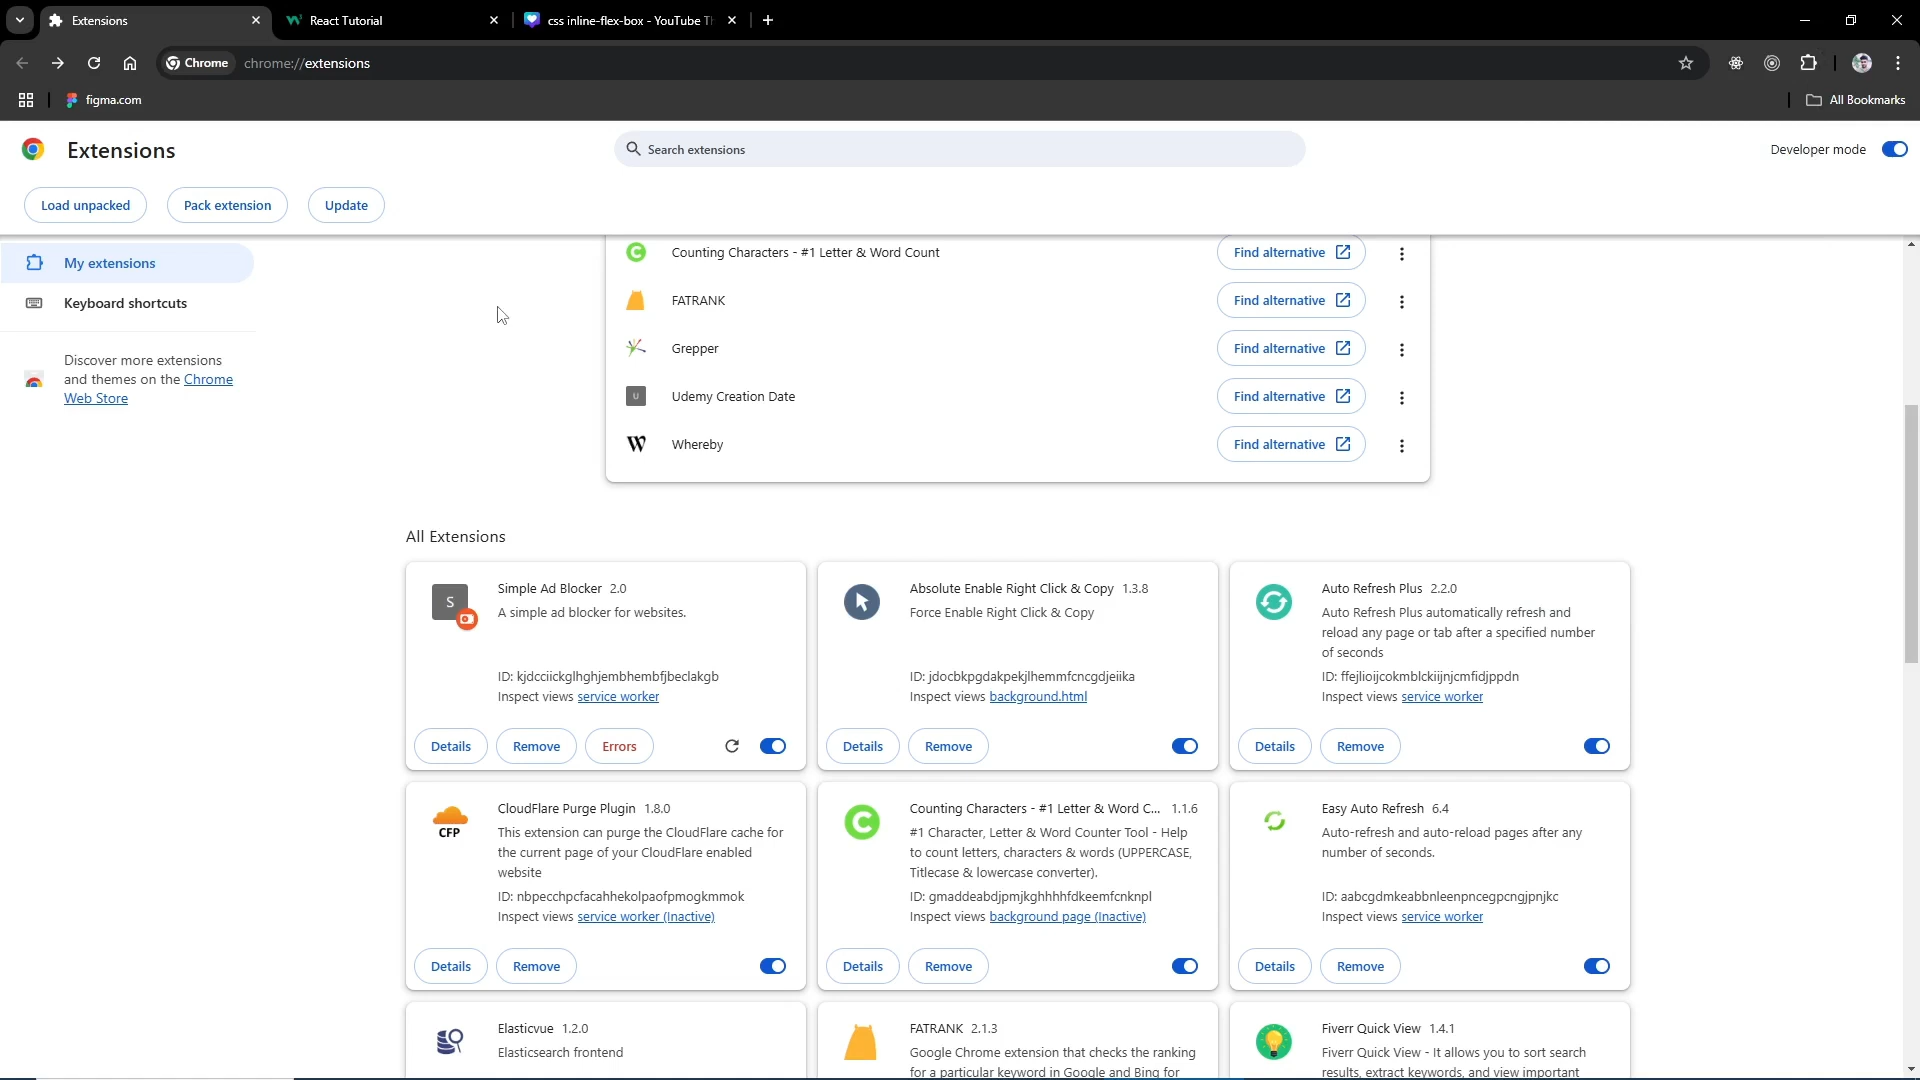 Extensions
React Tutorial
css inline-flex-box - YouTube Th
Chrome
chrome://extensions
figma.com
All Bookmarks
Extensions
Search extensions
Developer mode
Load unpacked
Pack extension
Update
My extensions
Keyboard shortcuts
Discover more extensions
and themes on the Chrome
Web Store
Counting Characters - #1 Letter & Word Count
Find alternative
FATRANK
Find alternative
Grepper
Find alternative
U
Udemy Creation Date
Find alternative
W
Whereby
Find alternative
All Extensions
S
Simple Ad Blocker 2.0
A simple ad blocker for websites.
ID: kjdcciickglhghjembhembfjbeclakgb
Inspect views service worker
Details
Remove
Errors
Absolute Enable Right Click & Copy 1.3.8
Force Enable Right Click & Copy
ID: jdocbkpgdakpekjlhemmfcncgdjeiika
Inspect views background.html
Details
Remove
Auto Refresh Plus 2.2.0
Auto Refresh Plus automatically refresh and
reload any page or tab after a specified number
of seconds
ID: ffejlioijcokmblckiijnjcmfidjppdn
Inspect views service worker
Details
Remove
CFP
CloudFlare Purge Plugin 1.8.0
This extension can purge the CloudFlare cache for
the current page of your CloudFlare enabled
website
ID: nbpecchpcfacahhekolpaofpmogkmmok
Inspect views service worker (Inactive)
Details
Remove
C
Counting Characters - #1 Letter & Word C... 1.1.6
#1 Character, Letter & Word Counter Tool - Help
to count letters, characters & words (UPPERCASE,
Titlecase & lowercase converter).
ID: gmaddeabdjpmjkghhhhfdkeemfcnknpl
Inspect views background page (Inactive)
Details
Remove
Easy Auto Refresh 6.4
Auto-refresh and auto-reload pages after any
number of seconds.
ID: aabcgdmkeabbnleenpncegpcngjpnjkc
Inspect views service worker
Details
Remove
Elasticvue 1.2.0
Elasticsearch frontend
FATRANK 2.1.3
Google Chrome extension that checks the ranking
for a particular keyword in Google and Bing for
Fiverr Quick View 1.4.1
Fiverr Quick View - It allows you to sort search
results, extract keywords, and view important